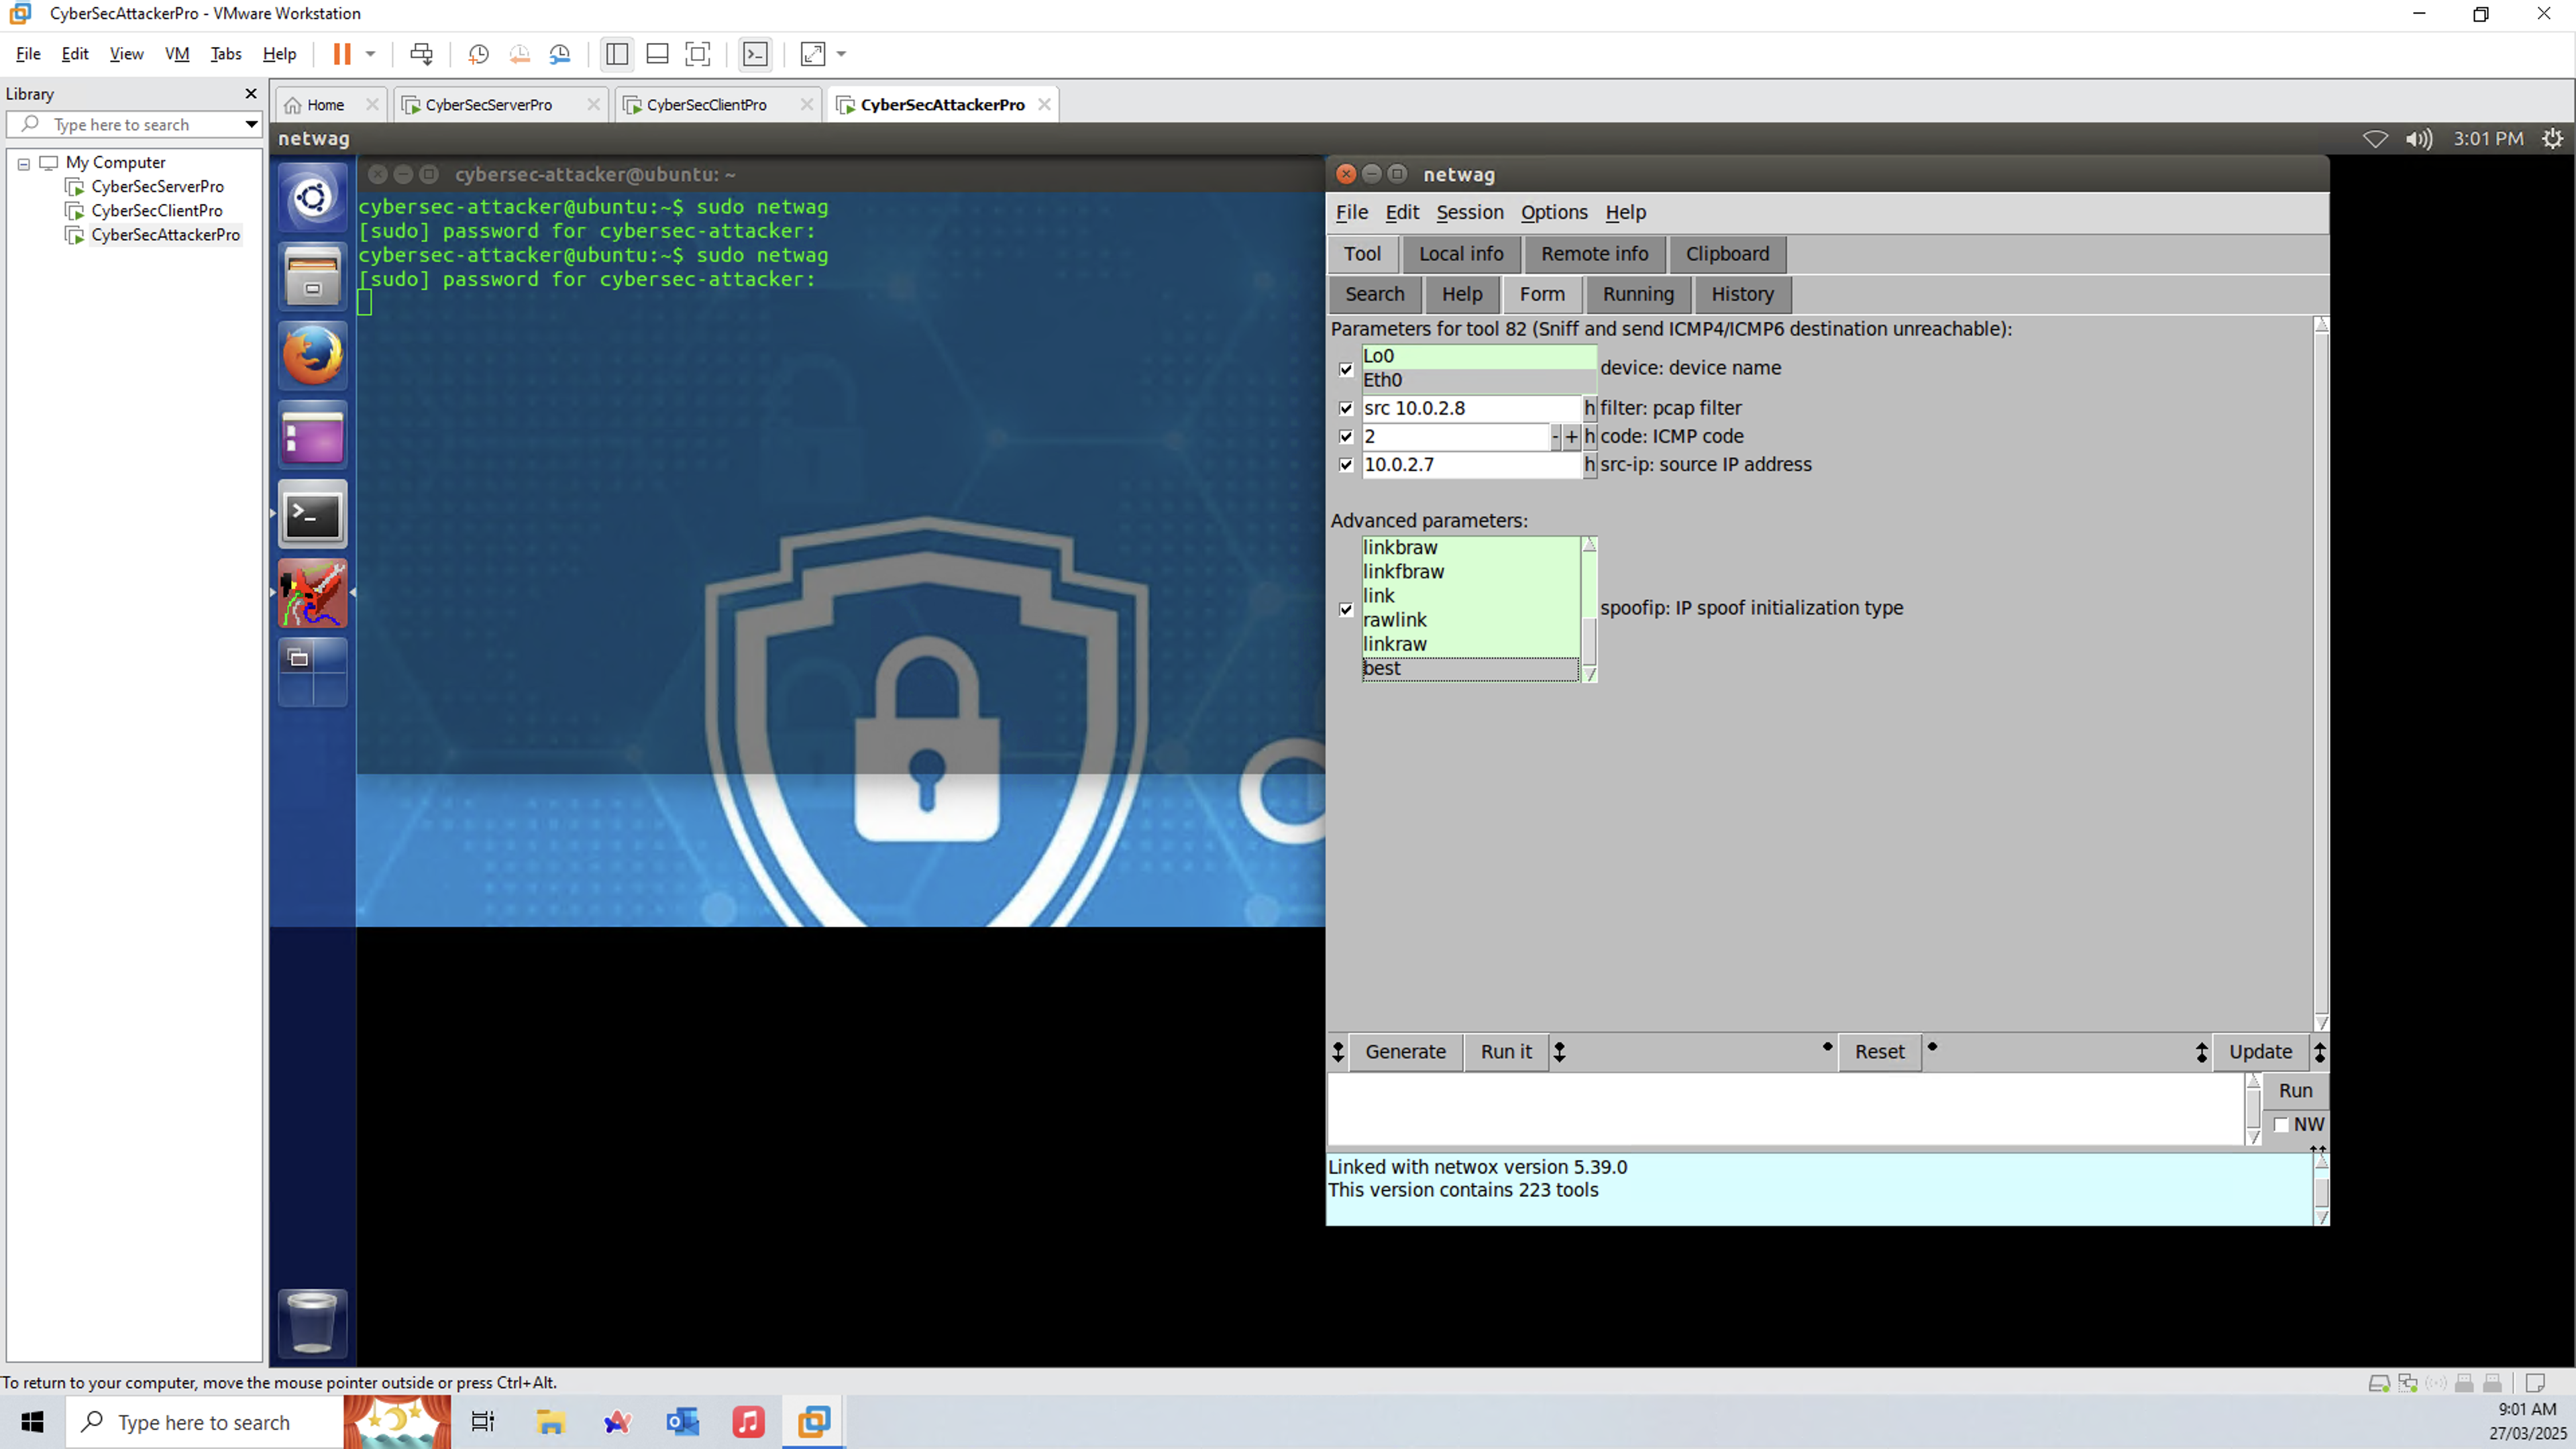 CyberSecAttackerPro - VMware Workstation
File Edit View VM Tabs Help
Library
Type here to search
My Computer
CyberSecServerPro
CyberSecClientPro
CyberSecAttackerPro
Home CyberSecServerPro CyberSecClientPro CyberSecAttackerPro
netwag 3:01 PM
cybersec-attacker@ubuntu: ~
cybersec-attacker@ubuntu:~$ sudo netwag
[sudo] password for cybersec-attacker:
cybersec-attacker@ubuntu:~$ sudo netwag
[sudo] password for cybersec-attacker:
netwag
File Edit Session Options Help
Tool Local info Remote info Clipboard
Search Help Form Running History
Parameters for tool 82 (Sniff and send ICMP4/ICMP6 destination unreachable):
Lo0
Eth0
device: device name
src 10.0.2.8 h filter: pcap filter
2 - + h code: ICMP code
10.0.2.7 h src-ip: source IP address
Advanced parameters:
linkbraw
linkfbraw
link
rawlink
linkraw
best
spoofip: IP spoof initialization type
Generate Run it Reset Update
Run
NW
Linked with netwox version 5.39.0
This version contains 223 tools
To return to your computer, move the mouse pointer outside or press Ctrl+Alt.
Type here to search
9:01 AM
27/03/2025